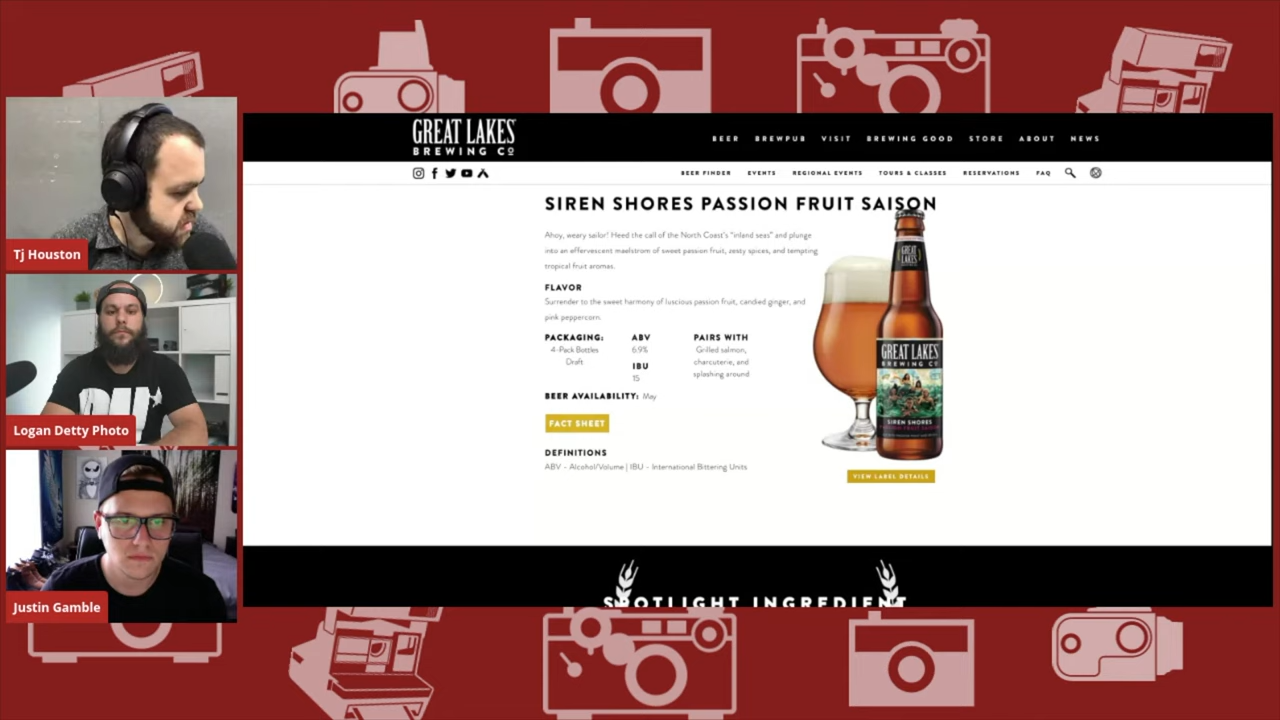 GREAT LAKES
BREWING CO
BEER BREWPUB VISIT BREWING GOOD STORE ABOUT NEWS
BEER FINDER EVENTS REGIONAL EVENTS TOURS & CLASSES RESERVATIONS FAQ
Tj Houston
Logan Detty Photo
Justin Gamble
SIREN SHORES PASSION FRUIT SAISON
Ahoy, weary sailor! Heed the call of the North Coast's "inland seas" and plunge
into an effervescent maelstrom of sweet passion fruit, zesty spices, and tempting
tropical fruit aromas.
FLAVOR
Surrender to the sweet harmony of luscious passion fruit, candied ginger, and
pink peppercorn.
PACKAGING:
4-Pack Bottles
Draft
ABV
6.9%
IBU
15
PAIRS WITH
Grilled salmon,
charcuterie, and
splashing around
BEER AVAILABILITY: May
FACT SHEET
DEFINITIONS
ABV - Alcohol/Volume | IBU - International Bittering Units
GREAT LAKES
GREAT LAKES
BREWING CO
SIREN SHORES
VIEW LABEL DETAILS
SPOTLIGHT INGREDIENT